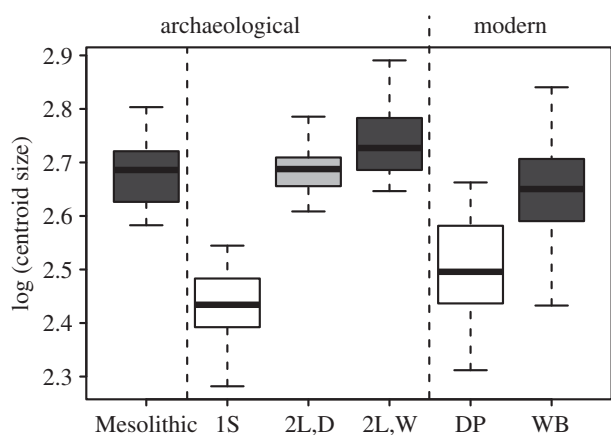 archaeological modern
2.9
2.8
2.7
2.6
2.5
2.4
2.3
log (centroid size)
Mesolithic 1S 2L,D 2L,W DP WB